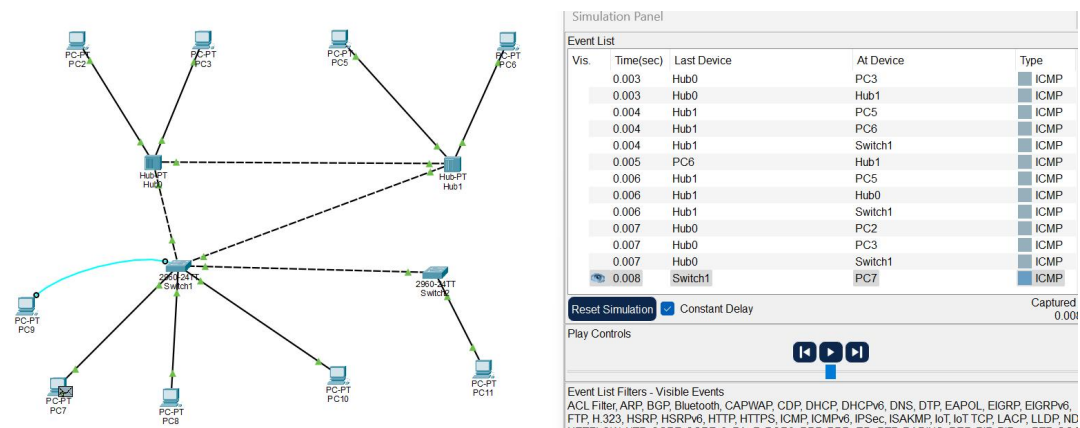 PC-PT
PC2
PC-PT
PC3
PC-PT
PC5
PC-PT
PC6
Hub-PT
Hub0
Hub-PT
Hub1
2960-24TT
Switch1
2960-24TT
Switch2
PC-PT
PC9
PC-PT
PC7
PC-PT
PC8
PC-PT
PC10
PC-PT
PC11
Simulation Panel
Event List
Vis. Time(sec) Last Device At Device Type
0.003 Hub0 PC3 ICMP
0.003 Hub0 Hub1 ICMP
0.004 Hub1 PC5 ICMP
0.004 Hub1 PC6 ICMP
0.004 Hub1 Switch1 ICMP
0.005 PC6 Hub1 ICMP
0.006 Hub1 PC5 ICMP
0.006 Hub1 Hub0 ICMP
0.006 Hub1 Switch1 ICMP
0.007 Hub0 PC2 ICMP
0.007 Hub0 PC3 ICMP
0.007 Hub0 Switch1 ICMP
0.008 Switch1 PC7 ICMP
Reset Simulation Constant Delay Captured
0.008
Play Controls
Event List Filters - Visible Events
ACL Filter, ARP, BGP, Bluetooth, CAPWAP, CDP, DHCP, DHCPv6, DNS, DTP, EAPOL, EIGRP, EIGRPv6,
FTP, H.323, HSRP, HSRPv6, HTTP, HTTPS, ICMP, ICMPv6, IPSec, ISAKMP, IoT, IoT TCP, LACP, LLDP, ND